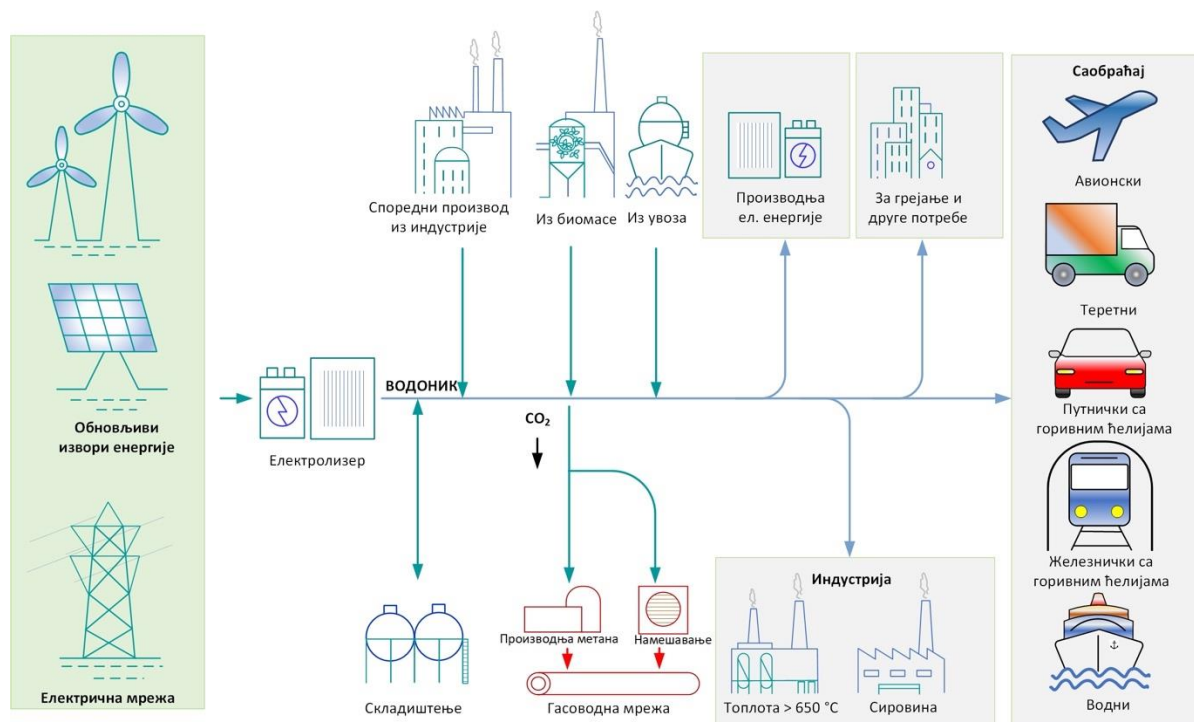 Обновљиви
извори енергије
Електрична мрежа
Електролизер
ВОДОНИК
Споредни производ
из индустрије
Из биомасе
Из увоза
Производња
ел. енергије
За грејање и
друге потребе
CO₂
Складиштење
Производња метана
Намешавање
Гасоводна мрежа
Индустрија
Топлота > 650 °C
Сировина
Саобраћај
Авионски
Теретни
Путнички са
горивним ћелијама
Железнички са
горивним ћелијама
Водни